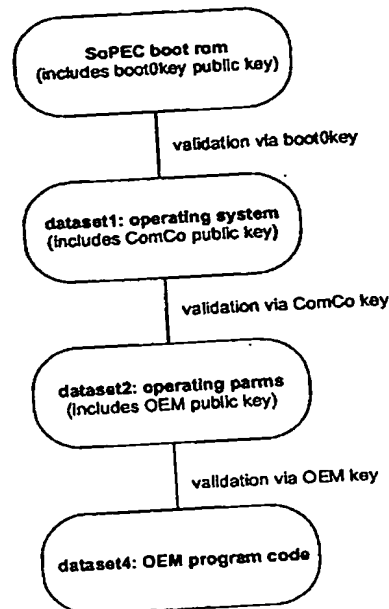 SoPEC boot rom
(includes boot0key public key)
validation via boot0key
dataset1: operating system
(includes ComCo public key)
validation via ComCo key
dataset2: operating parms
(includes OEM public key)
validation via OEM key
dataset4: OEM program code